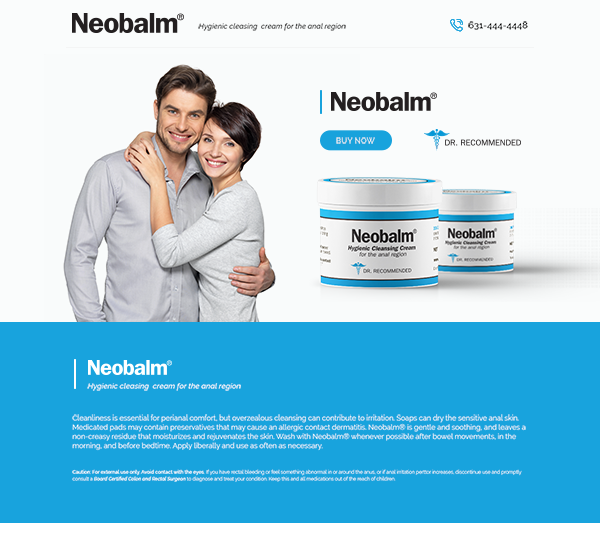 Neobalm® Hygienic cleasing cream for the anal region 631-444-4448
Neobalm®
BUY NOW DR. RECOMMENDED
Neobalm®
Hygienic Cleansing Cream
for the anal region
DR. RECOMMENDED
Neobalm®
Hygienic Cleansing Cream
for the anal region
DR. RECOMMENDED
Neobalm®
Hygienic cleasing cream for the anal region
Cleanliness is essential for perianal comfort, but overzealous cleansing can contribute to irritation. Soaps can dry the sensitive anal skin.
Medicated pads may contain preservatives that may cause an allergic contact dermatitis. Neobalm® is gentle and soothing, and leaves a
non-creasy residue that moisturizes and rejuvenates the skin. Wash with Neobalm® whenever possible after bowel movements, in the
morning, and before bedtime. Apply liberally and use as often as necessary.
Caution: For external use only. Avoid contact with the eyes. If you have rectal bleeding or feel something abnormal in or around the anus, or if anal irritation persists or increases, discontinue use and promptly
consult a Board Certified Colon and Rectal Surgeon to diagnose and treat your condition. Keep this and all medications out of the reach of children.